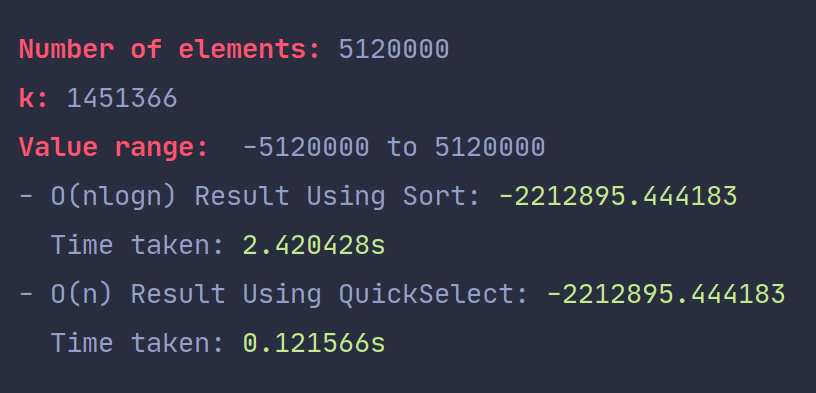 Number of elements: 5120000
k: 1451366
Value range:  -5120000 to 5120000
- O(nlogn) Result Using Sort: -2212895.444183
  Time taken: 2.420428s
- O(n) Result Using QuickSelect: -2212895.444183
  Time taken: 0.121566s